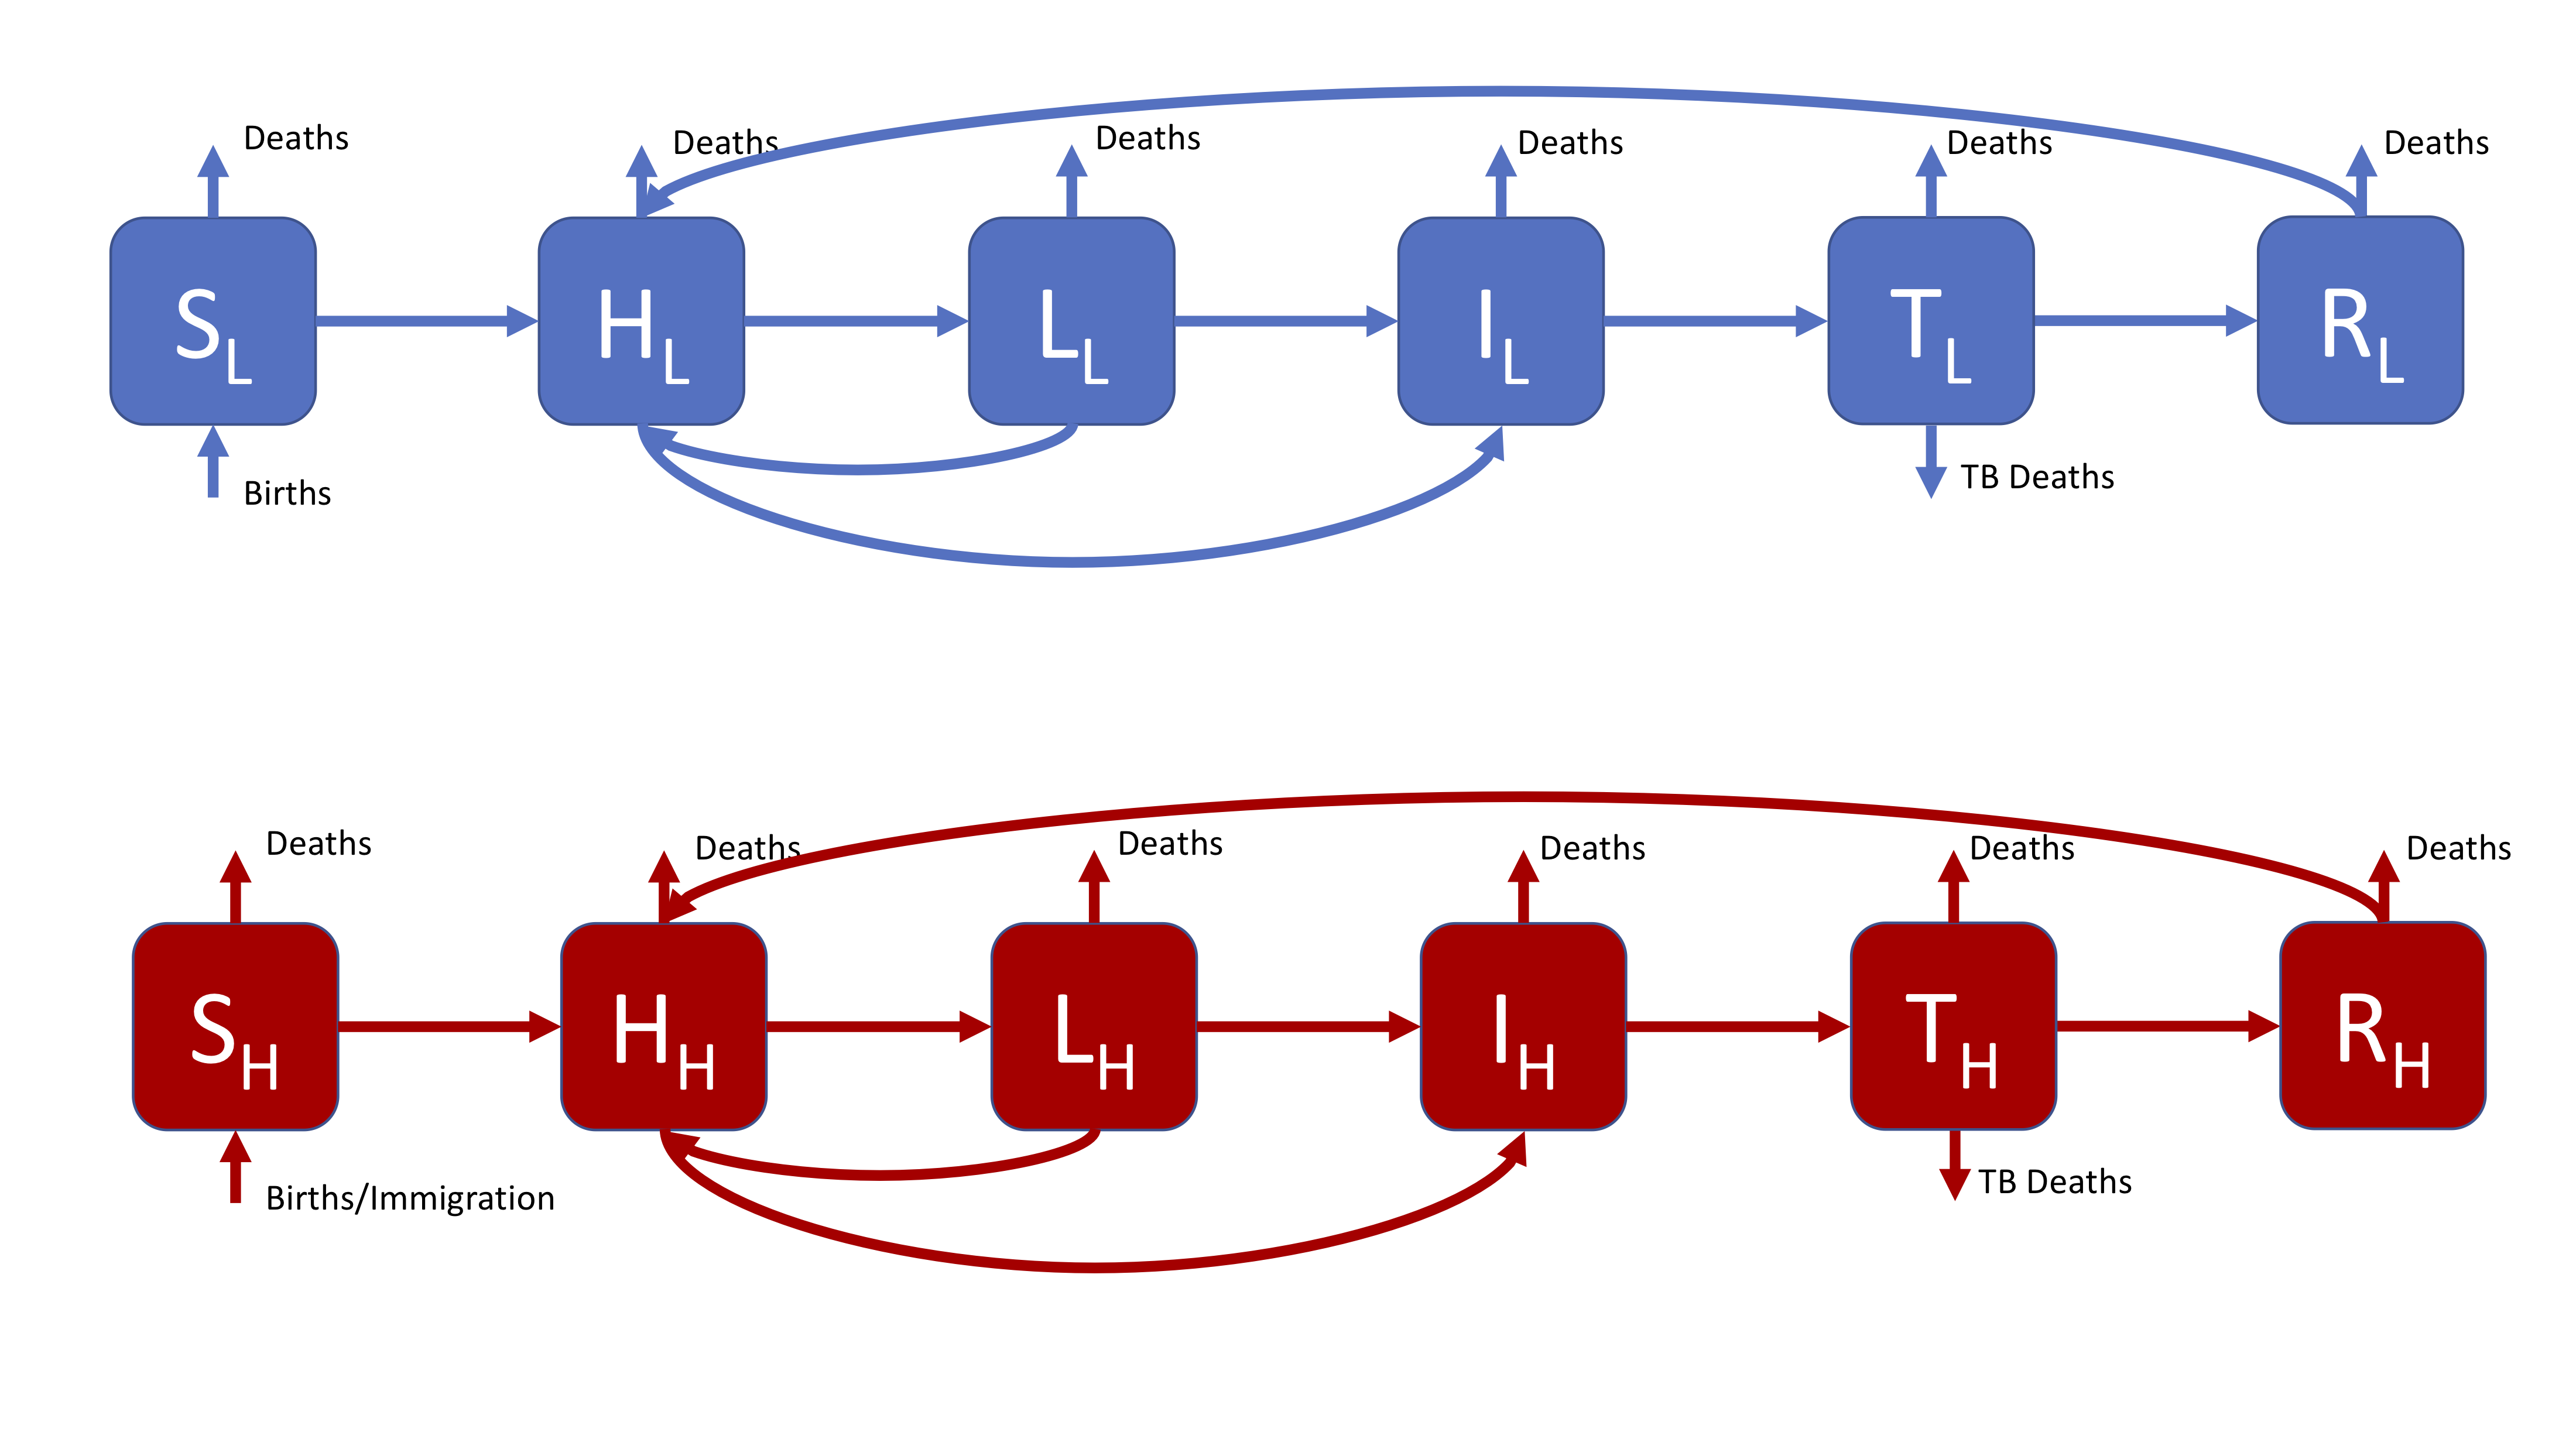 Deaths
Deaths
Deaths
Deaths
Deaths
Deaths
S_L
H_L
L_L
I_L
T_L
R_L
Births
TB Deaths
Deaths
Deaths
Deaths
Deaths
Deaths
Deaths
S_H
H_H
L_H
I_H
T_H
R_H
Births/Immigration
TB Deaths